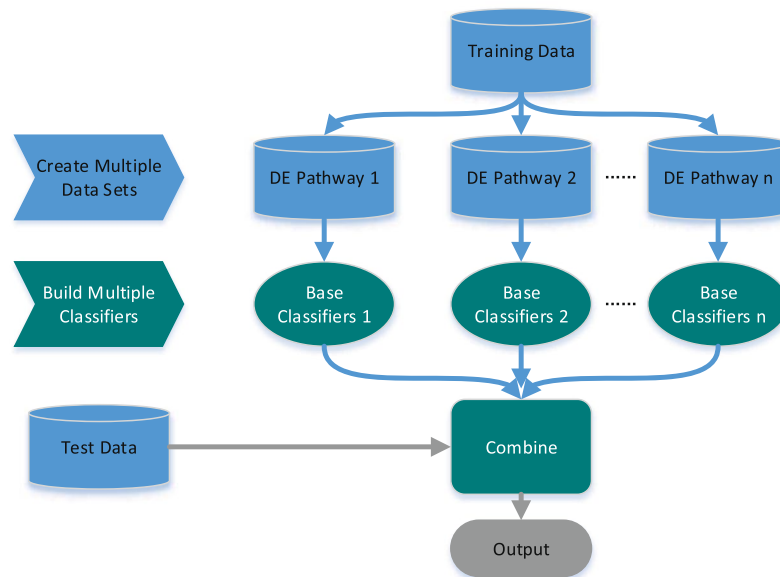 Training Data
Create Multiple
Data Sets
DE Pathway 1
DE Pathway 2
......
DE Pathway n
Build Multiple
Classifiers
Base
Classifiers 1
Base
Classifiers 2
......
Base
Classifiers n
Test Data
Combine
Output